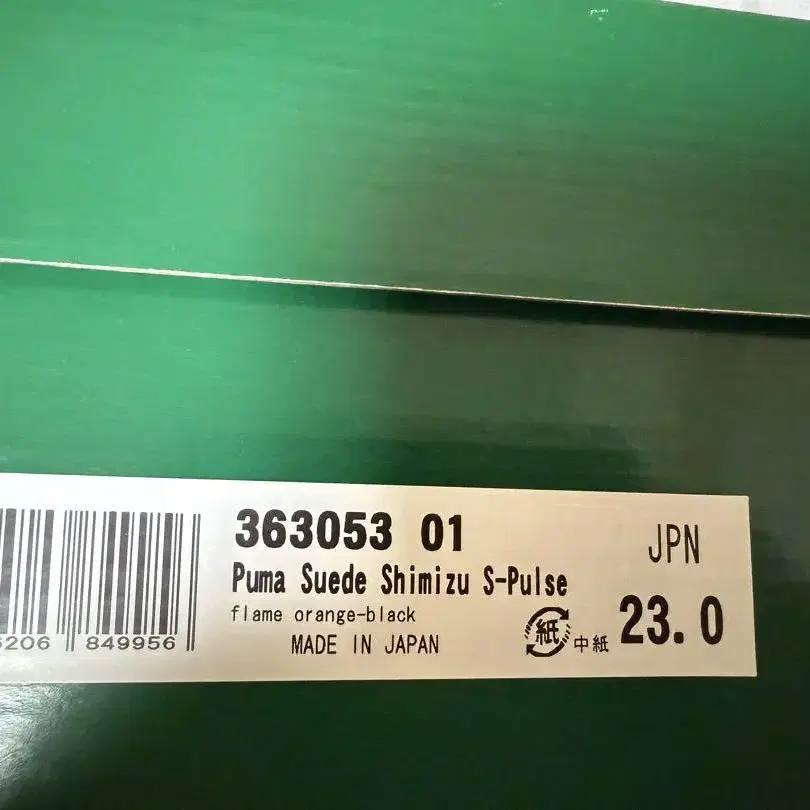 363053 01
JPN
Puma Suede Shimizu S-Pulse
flame orange-black
23.0
MADE IN JAPAN
紙
中紙
206 849956